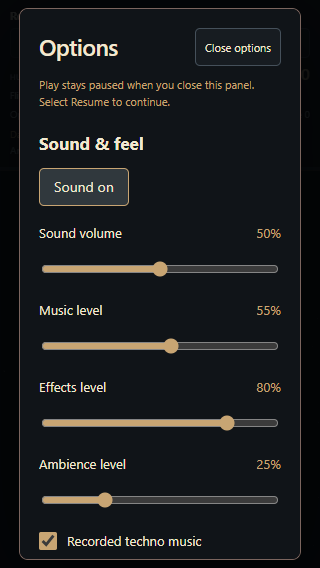 Options
Close options
Play stays paused when you close this panel.
Select Resume to continue.
Sound & feel
Sound on
Sound volume 50%
Music level 55%
Effects level 80%
Ambience level 25%
Recorded techno music